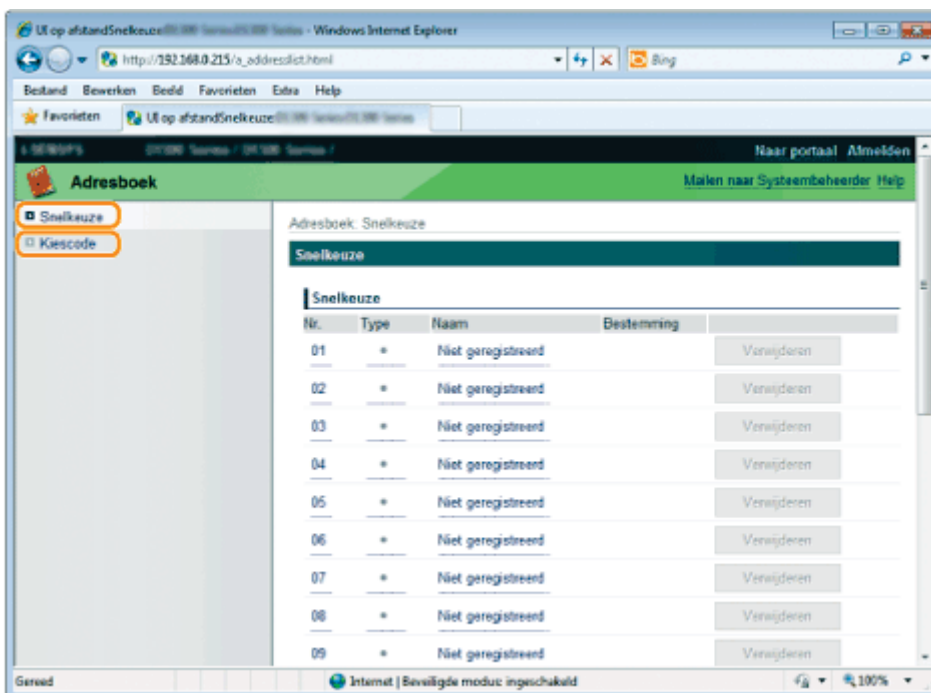 UI op afstandSnelkeuze - Windows Internet Explorer
http://192.168.0.215/a_addresslist.html
Bing
Bestand Bewerken Beeld Favorieten Extra Help
Favorieten
UI op afstandSnelkeuze
Naar portaal Afmelden
Adresboek
Mailen naar Systeembeheerder Help
Snelkeuze
Kiescode
Adresboek: Snelkeuze
Snelkeuze
Snelkeuze
Nr. Type Naam Bestemming
01 Niet geregistreerd Verwijderen
02 Niet geregistreerd Verwijderen
03 Niet geregistreerd Verwijderen
04 Niet geregistreerd Verwijderen
05 Niet geregistreerd Verwijderen
06 Niet geregistreerd Verwijderen
07 Niet geregistreerd Verwijderen
08 Niet geregistreerd Verwijderen
09 Niet geregistreerd Verwijderen
Gereed
Internet | Beveiligde modus: ingeschakeld
100%